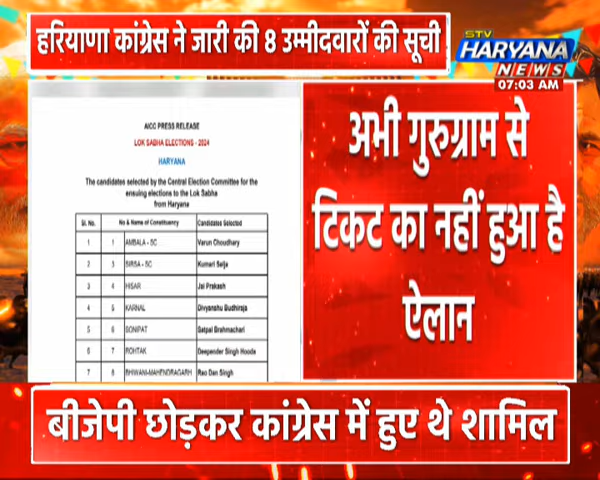 हरियाणा कांग्रेस ने जारी की 8 उम्मीदवारों की सूची
STV
HARYANA
NEWS
07:03 AM
AICC PRESS RELEASE
LOK SABHA ELECTIONS - 2024
HARYANA
The candidates selected by the Central Election Committee for the
ensuing elections to the Lok Sabha
from Haryana
Sl. No. No & Name of Constituency Candidates Selected
1 1 AMBALA - SC Varun Choudhary
2 3 SIRSA - SC Kumari Selja
3 4 HISAR Jai Prakash
4 5 KARNAL Divyanshu Budhiraja
5 6 SONIPAT Satpal Brahmachari
6 7 ROHTAK Deepender Singh Hooda
7 8 BHIWANI-MAHENDRAGARH Rao Dan Singh
अभी गुरुग्राम से
टिकट का नहीं हुआ है
ऐलान
बीजेपी छोड़कर कांग्रेस में हुए थे शामिल